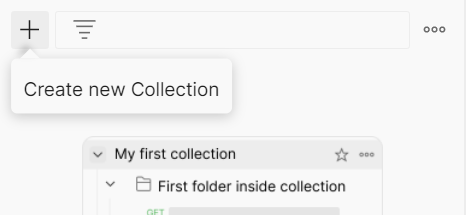 Create new Collection
My first collection
First folder inside collection
GET